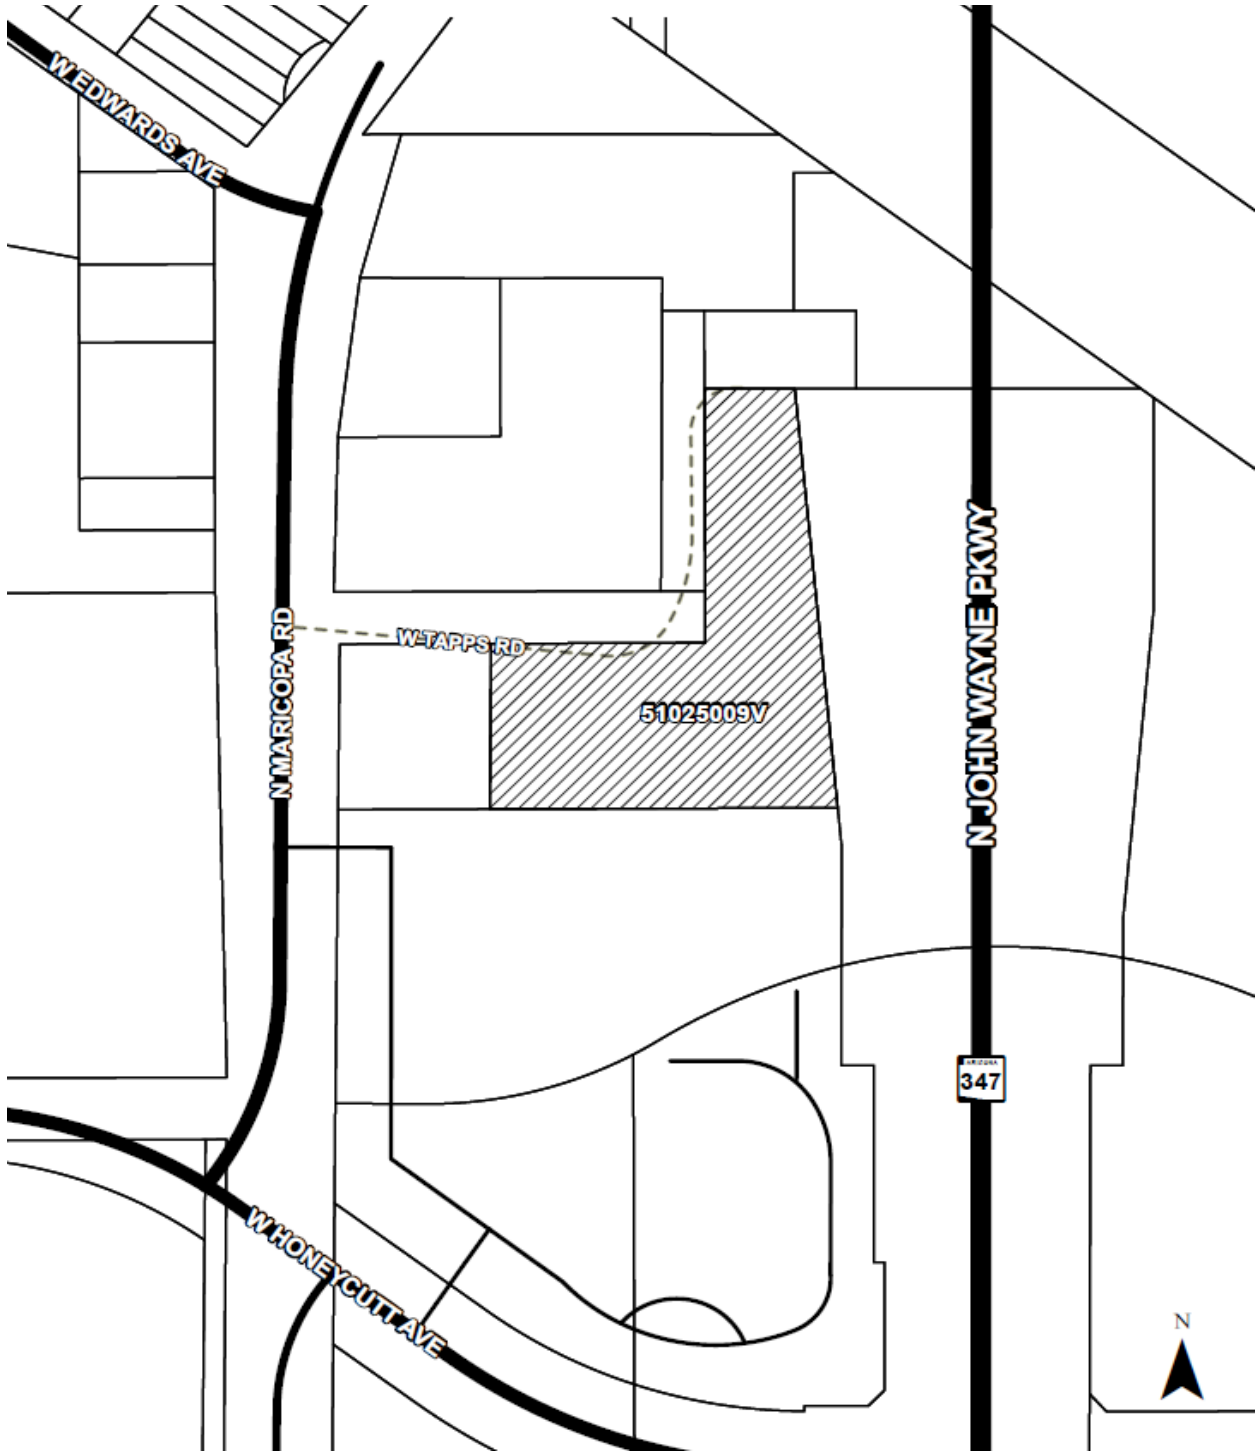 W EDWARDS AVE
N JOHN WAYNE PKWY
N MARICOPA RD
W TAPPS RD
51025009V
ARIZONA
347
W HONEYCUTT AVE
N